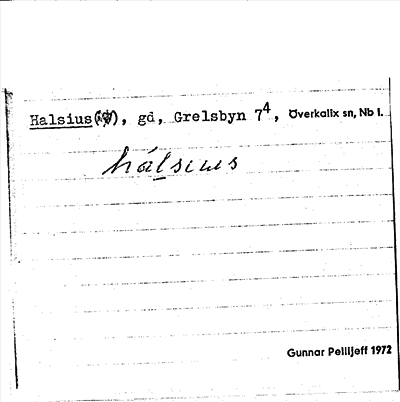 Halsius(), gd, Grelsbyn 7⁴, Överkalix sn, Nb l.
hálsius
Gunnar Pellijeff 1972